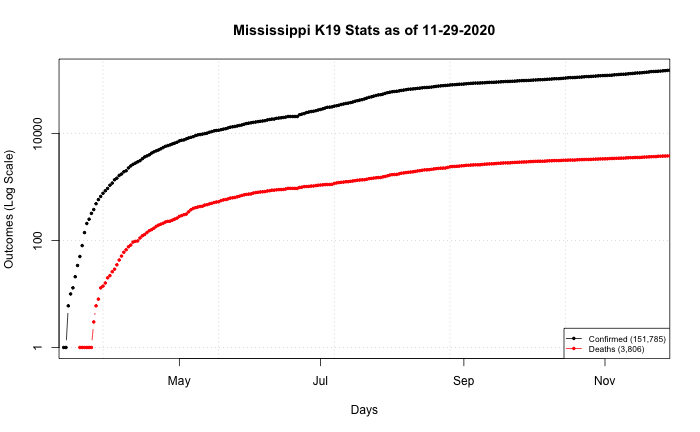 Mississippi K19 Stats as of 11-29-2020
Outcomes (Log Scale)
10000
100
1
Confirmed (151,785)
Deaths (3,806)
May
Jul
Sep
Nov
Days